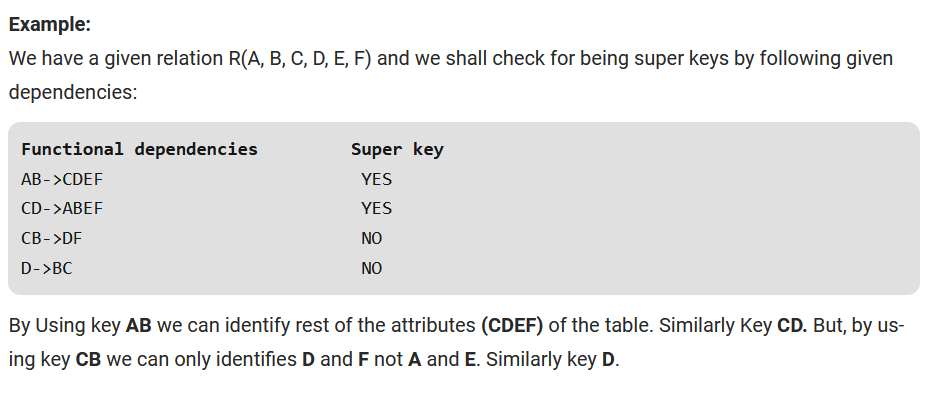 Example:
We have a given relation R(A, B, C, D, E, F) and we shall check for being super keys by following given
dependencies:
Functional dependencies Super key
AB->CDEF YES
CD->ABEF YES
CB->DF NO
D->BC NO
By Using key AB we can identify rest of the attributes (CDEF) of the table. Similarly Key CD. But, by us-
ing key CB we can only identifies D and F not A and E. Similarly key D.